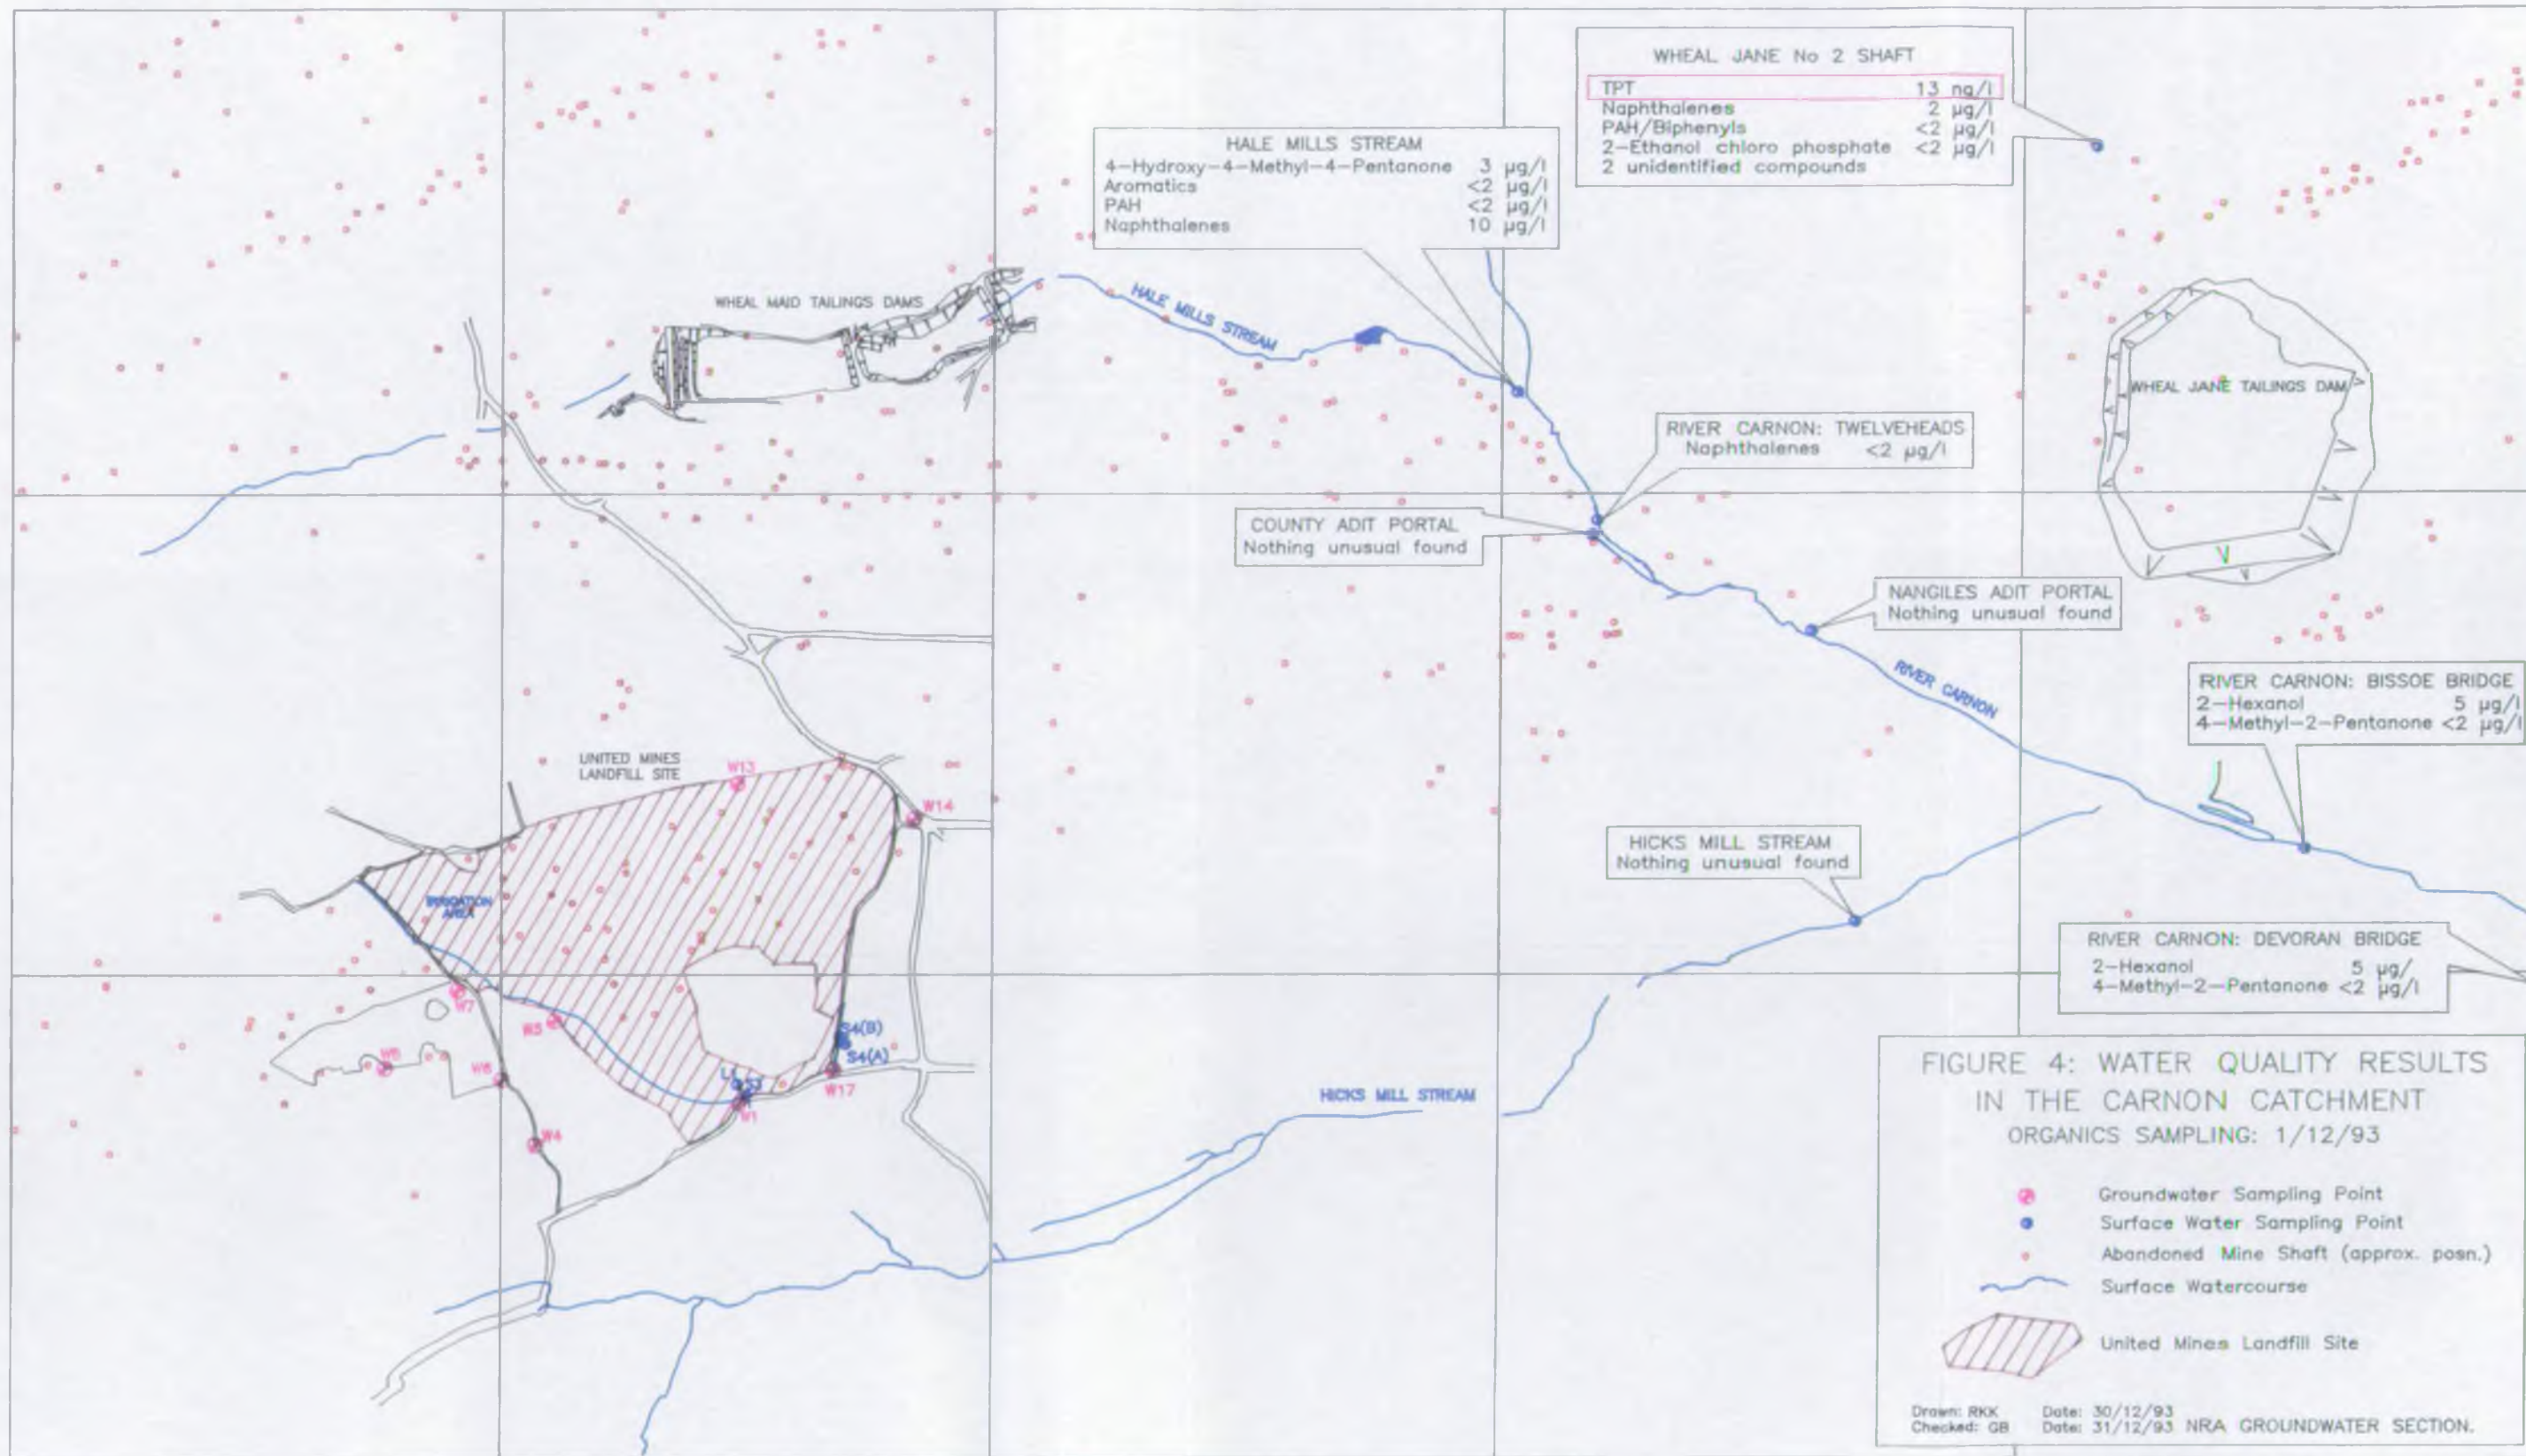 WHEAL JANE No 2 SHAFT
TPT 13 ng/l
Naphthalenes 2 µg/l
PAH/Biphenyls <2 µg/l
2-Ethanol chloro phosphate <2 µg/l
2 unidentified compounds
HALE MILLS STREAM
4-Hydroxy-4-Methyl-4-Pentanone 3 µg/l
Aromatics <2 µg/l
PAH <2 µg/l
Naphthalenes 10 µg/l
WHEAL MAID TAILINGS DAMS
HALE MILLS STREAM
WHEAL JANE TAILINGS DAM
RIVER CARNON: TWELVEHEADS
Naphthalenes <2 µg/l
COUNTY ADIT PORTAL
Nothing unusual found
NANGILES ADIT PORTAL
Nothing unusual found
RIVER CARNON
RIVER CARNON: BISSOE BRIDGE
2-Hexanol 5 µg/l
4-Methyl-2-Pentanone <2 µg/l
UNITED MINES
LANDFILL SITE
W13
W14
HICKS MILL STREAM
Nothing unusual found
IRRIGATION
AREA
RIVER CARNON: DEVORAN BRIDGE
2-Hexanol 5 µg/
4-Methyl-2-Pentanone <2 µg/l
W7
W5
S4(B)
S4(A)
W6
L1
W17
W1
W4
HICKS MILL STREAM
FIGURE 4: WATER QUALITY RESULTS
IN THE CARNON CATCHMENT
ORGANICS SAMPLING: 1/12/93
Groundwater Sampling Point
Surface Water Sampling Point
Abandoned Mine Shaft (approx. posn.)
Surface Watercourse
United Mines Landfill Site
Drawn: RKK Date: 30/12/93
Checked: GB Date: 31/12/93 NRA GROUNDWATER SECTION.